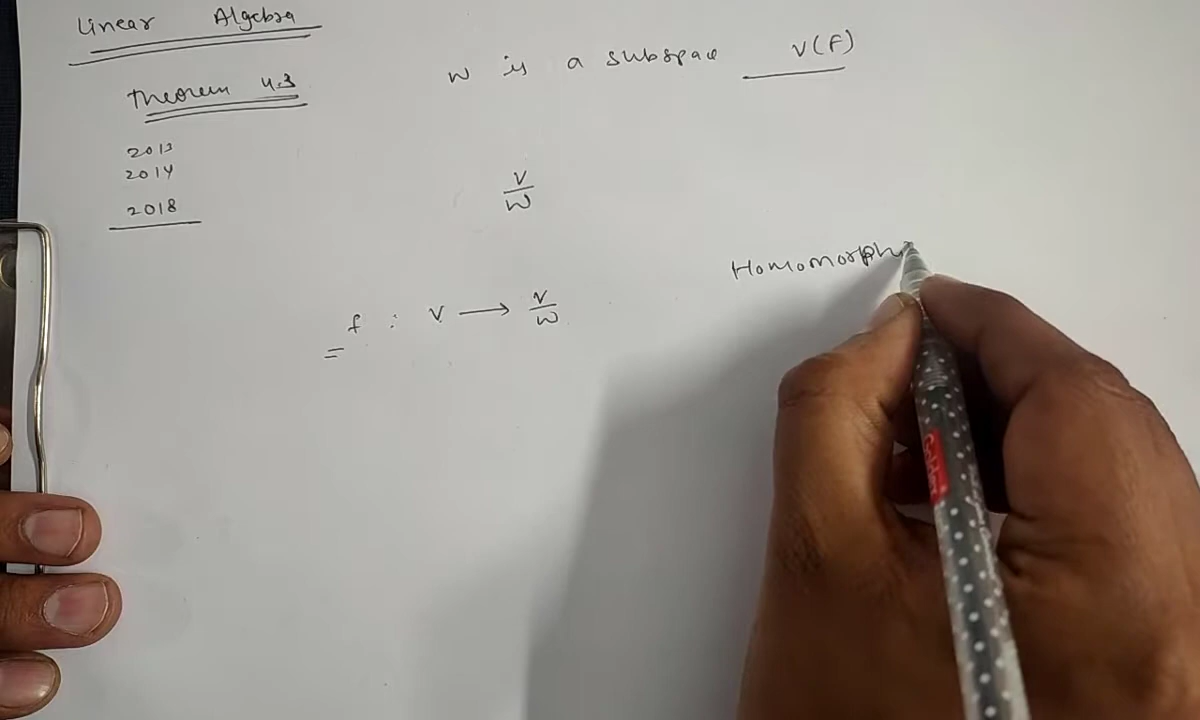 Linear Algebra
W is a subspace V(F)
Theorem 4.3
2013
2014
2018
V
W
f : V → V
W
=
Homomorph